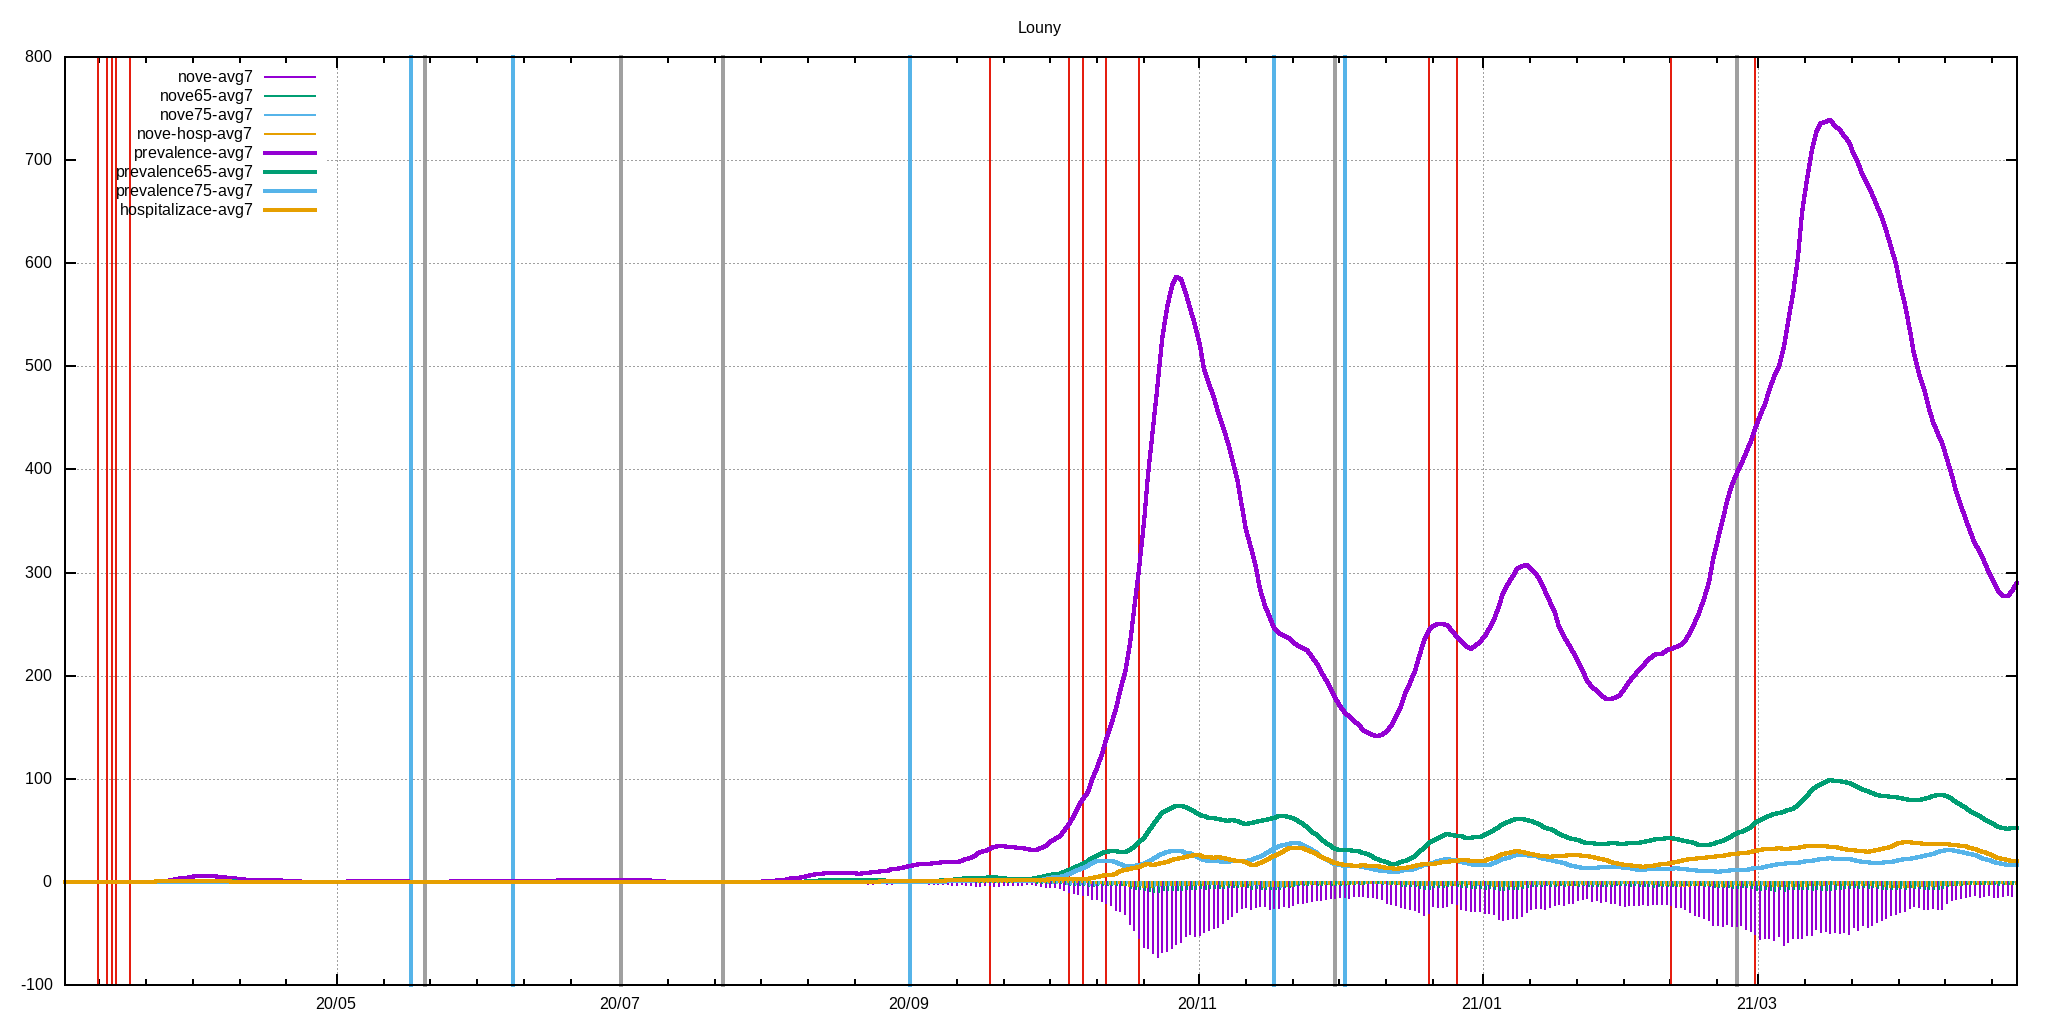 Louny
800
700
600
500
400
300
200
100
0
-100
nove-avg7
nove65-avg7
nove75-avg7
nove-hosp-avg7
prevalence-avg7
prevalence65-avg7
prevalence75-avg7
hospitalizace-avg7
20/05 20/07 20/09 20/11 21/01 21/03